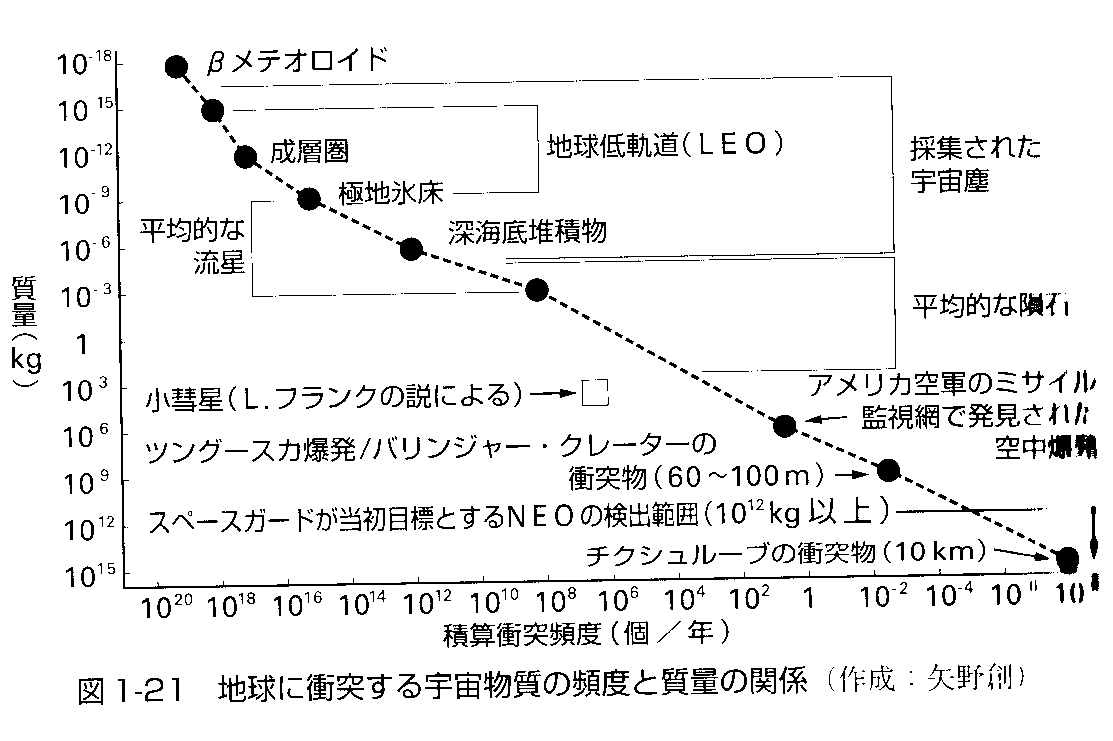 10⁻¹⁸
10¹⁵
10⁻¹²
10⁻⁹
10⁻⁶
10⁻³
1
10³
10⁶
10⁹
10¹²
10¹⁵
質量(kg)
βメテオロイド
成層圏
極地氷床
地球低軌道(LEO)
採集された
宇宙塵
平均的な
流星
深海底堆積物
平均的な隕石
小彗星(L.フランクの説による)
アメリカ空軍のミサイル
監視網で発見された
空中爆発
ツングースカ爆発/バリンジャー・クレーターの
衝突物(60~100m)
スペースガードが当初目標とするNEOの検出範囲(10¹²kg以上)
チクシュルーブの衝突物(10km)
10²⁰ 10¹⁸ 10¹⁶ 10¹⁴ 10¹² 10¹⁰ 10⁸ 10⁶ 10⁴ 10² 1 10⁻² 10⁻⁴
積算衝突頻度(個/年)
図1-21 地球に衝突する宇宙物質の頻度と質量の関係(作成:矢野創)